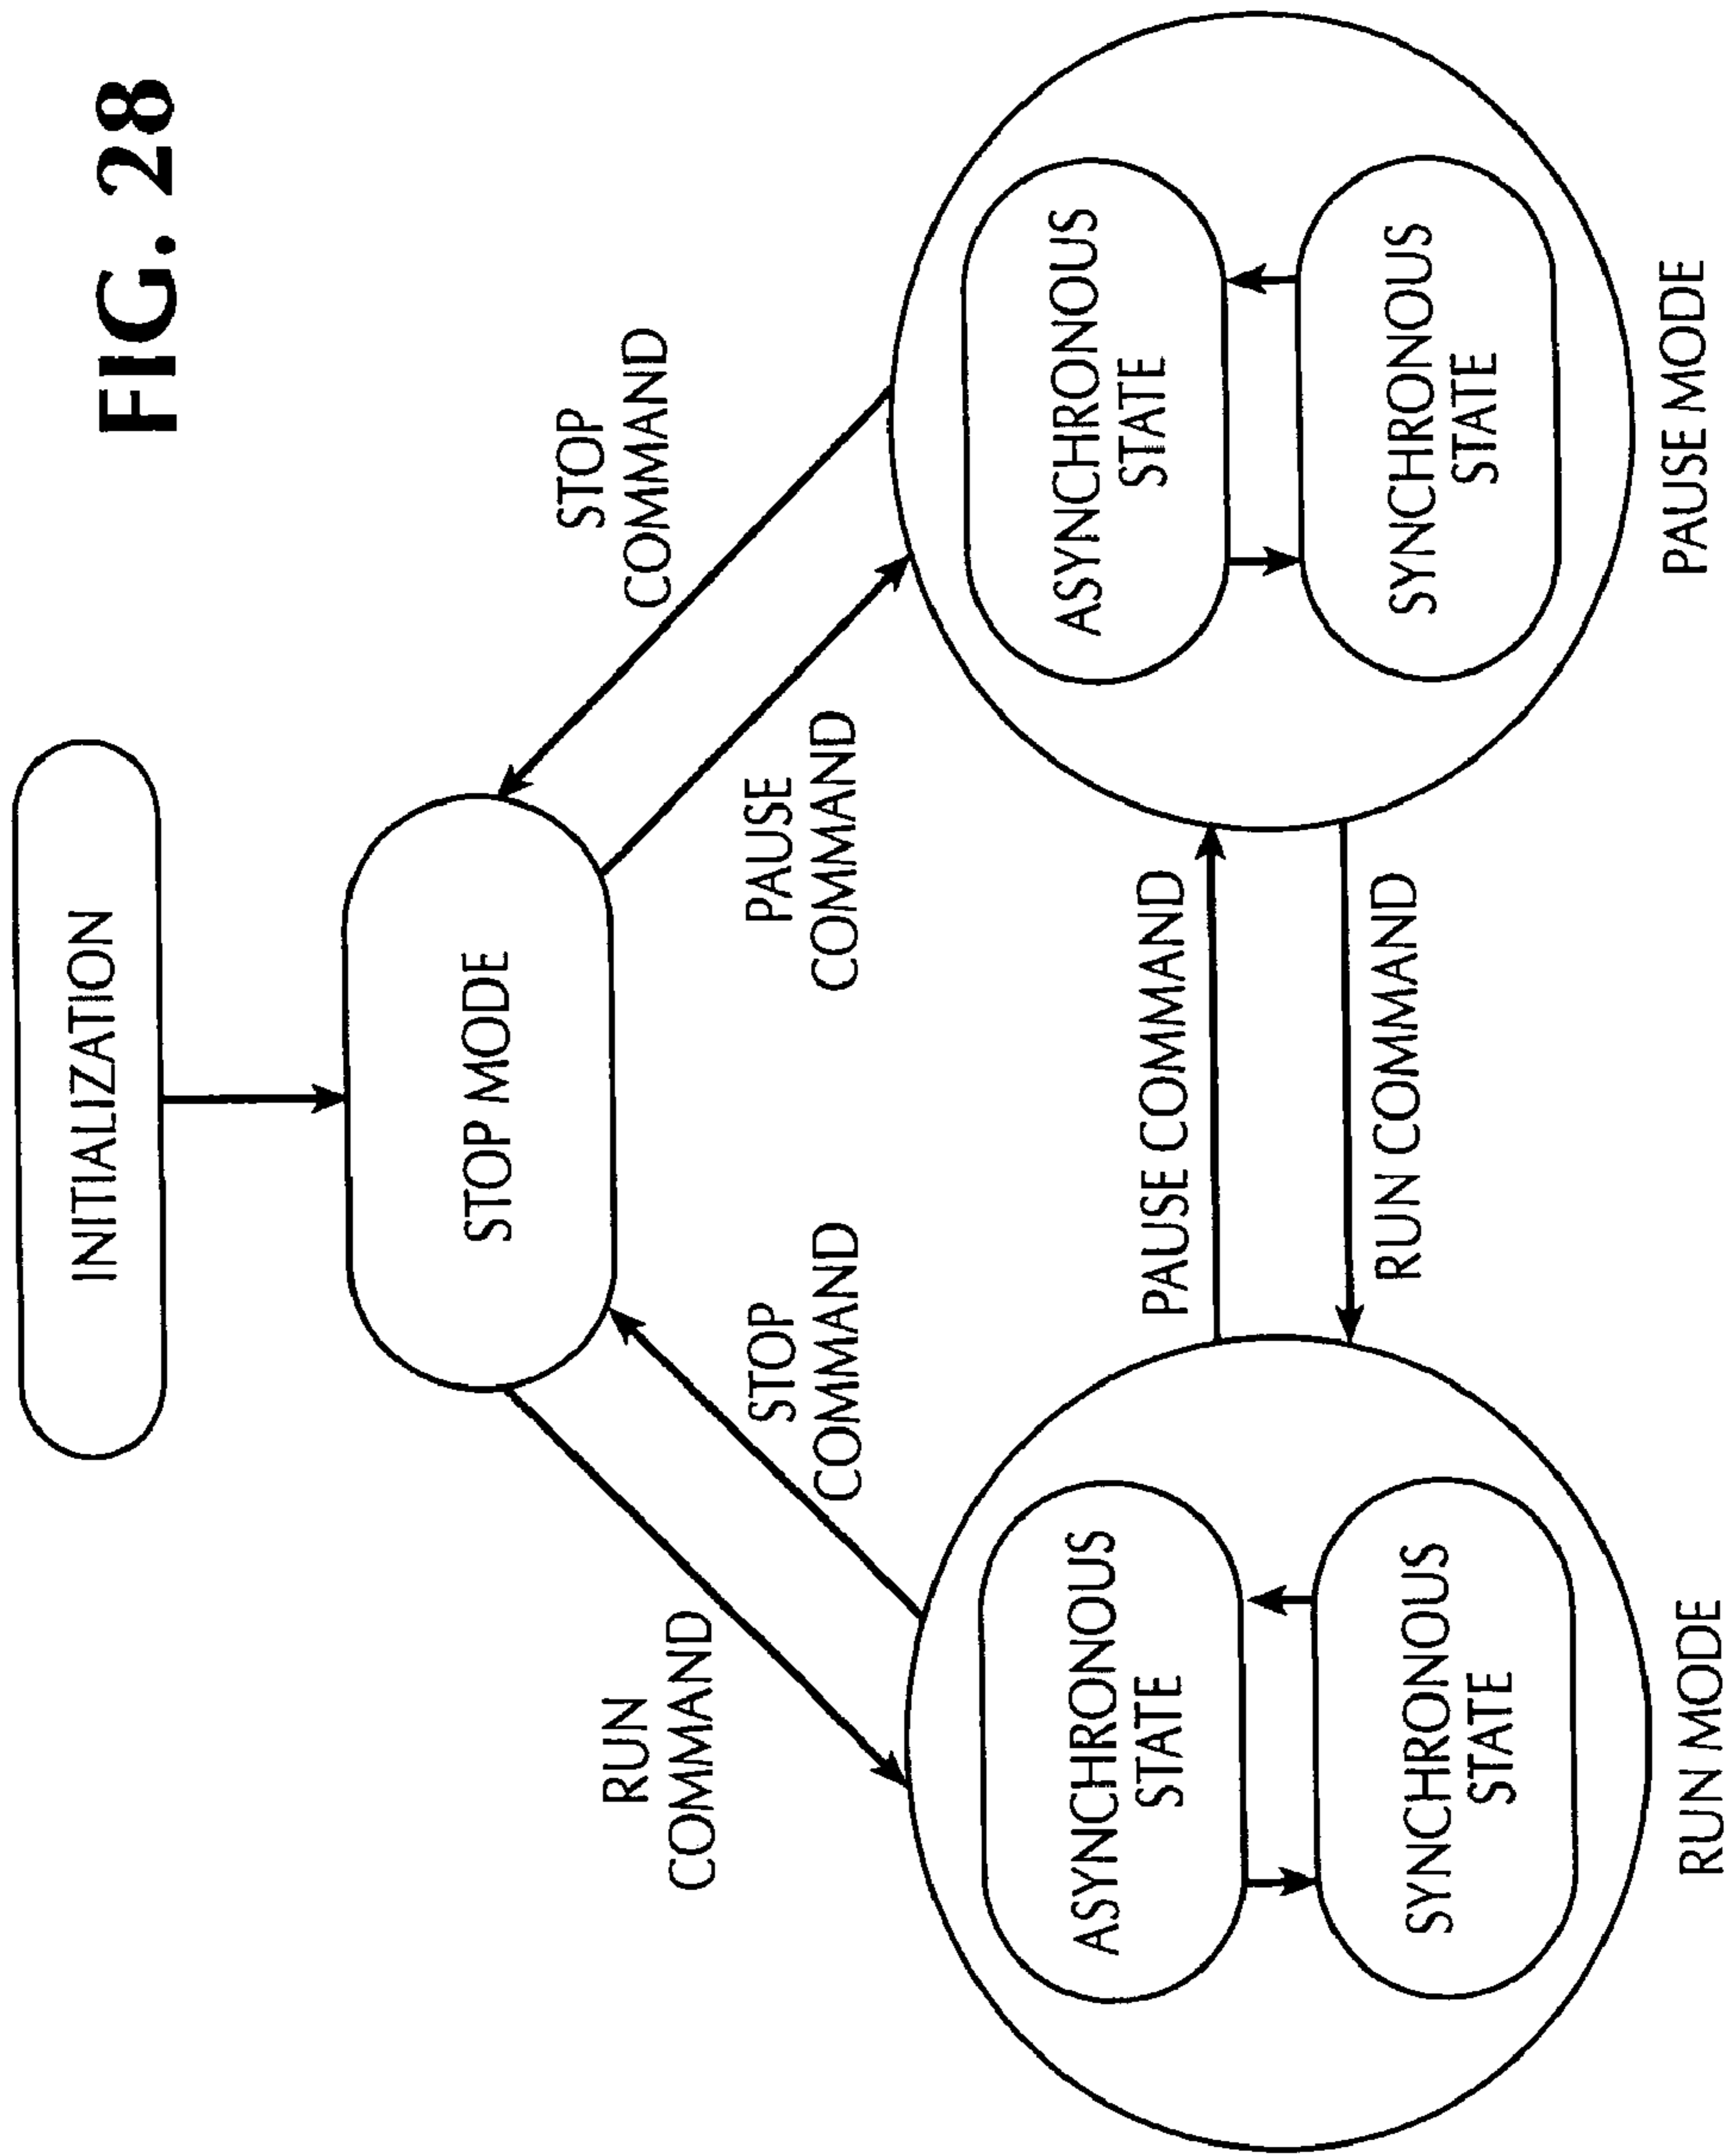 FIG. 28
INITIALIZATION
STOP MODE
RUN
COMMAND
STOP
COMMAND
PAUSE
COMMAND
STOP
COMMAND
PAUSE COMMAND
RUN COMMAND
ASYNCHRONOUS
STATE
SYNCHRONOUS
STATE
RUN MODE
ASYNCHRONOUS
STATE
SYNCHRONOUS
STATE
PAUSE MODE